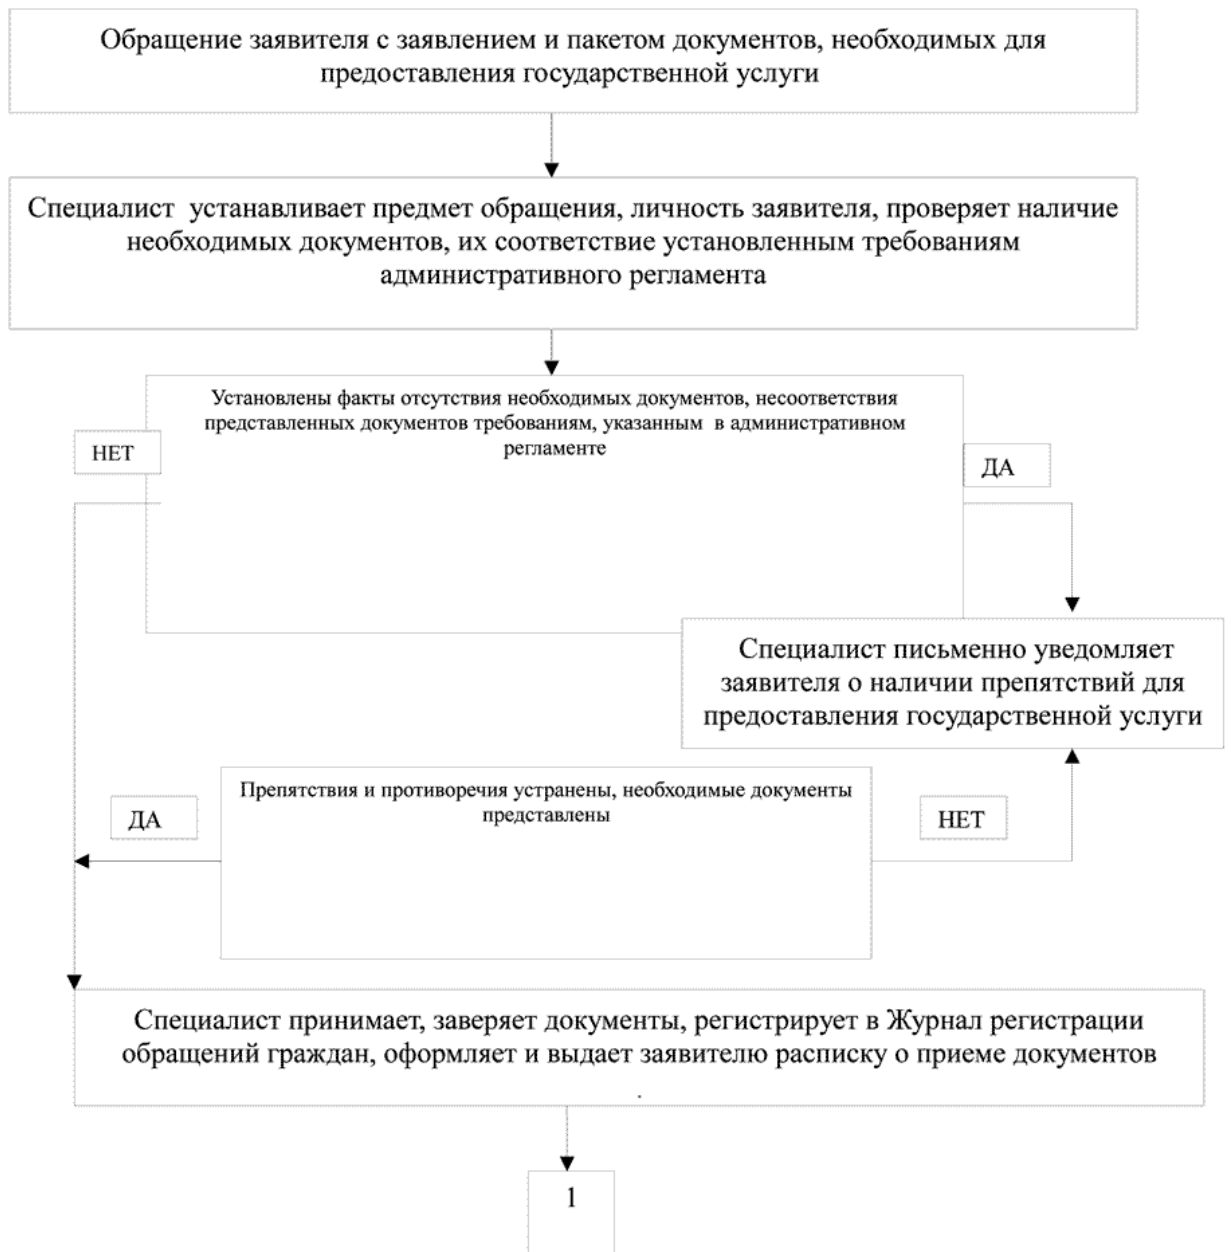 Обращение заявителя с заявлением и пакетом документов, необходимых для
предоставления государственной услуги
Специалист устанавливает предмет обращения, личность заявителя, проверяет наличие
необходимых документов, их соответствие установленным требованиям
административного регламента
Установлены факты отсутствия необходимых документов, несоответствия
представленных документов требованиям, указанным в административном
регламенте
НЕТ
ДА
Специалист письменно уведомляет
заявителя о наличии препятствий для
предоставления государственной услуги
Препятствия и противоречия устранены, необходимые документы
представлены
ДА
НЕТ
Специалист принимает, заверяет документы, регистрирует в Журнал регистрации
обращений граждан, оформляет и выдает заявителю расписку о приеме документов
.
1